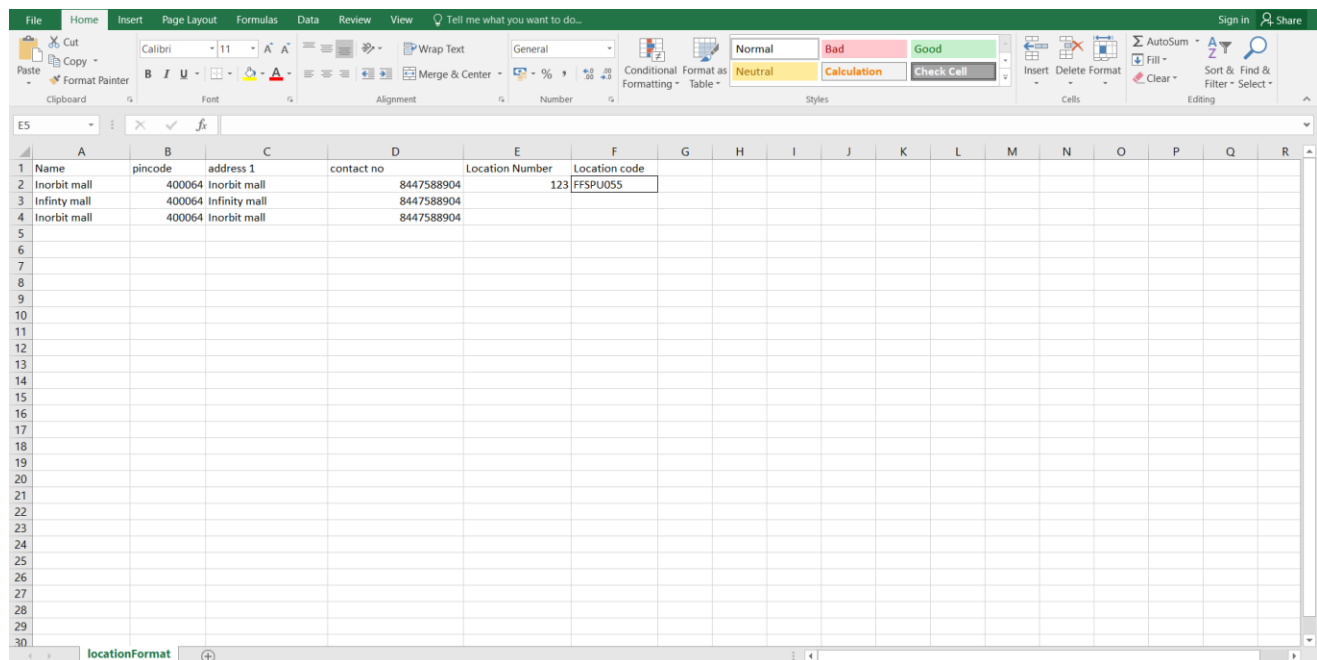 File Home Insert Page Layout Formulas Data Review View Tell me what you want to do... Sign in Share
Cut
Copy
Format Painter
Paste
Clipboard
Calibri 11 A A
B I U A
Font
Wrap Text
Merge & Center
Alignment
General
% ,
Number
Conditional Formatting
Format as Table
Normal Bad Good
Neutral Calculation Check Cell
Styles
Insert Delete Format
Cells
AutoSum
Fill
Clear
Sort & Filter
Find & Select
Editing
E5 fx
A B C D E F G H I J K L M N O P Q R
1 Name pincode address 1 contact no Location Number Location code
2 Inorbit mall 400064 Inorbit mall 8447588904 123 FFSPU055
3 Infinty mall 400064 Infinity mall 8447588904
4 Inorbit mall 400064 Inorbit mall 8447588904
5
6
7
8
9
10
11
12
13
14
15
16
17
18
19
20
21
22
23
24
25
26
27
28
29
30
locationFormat